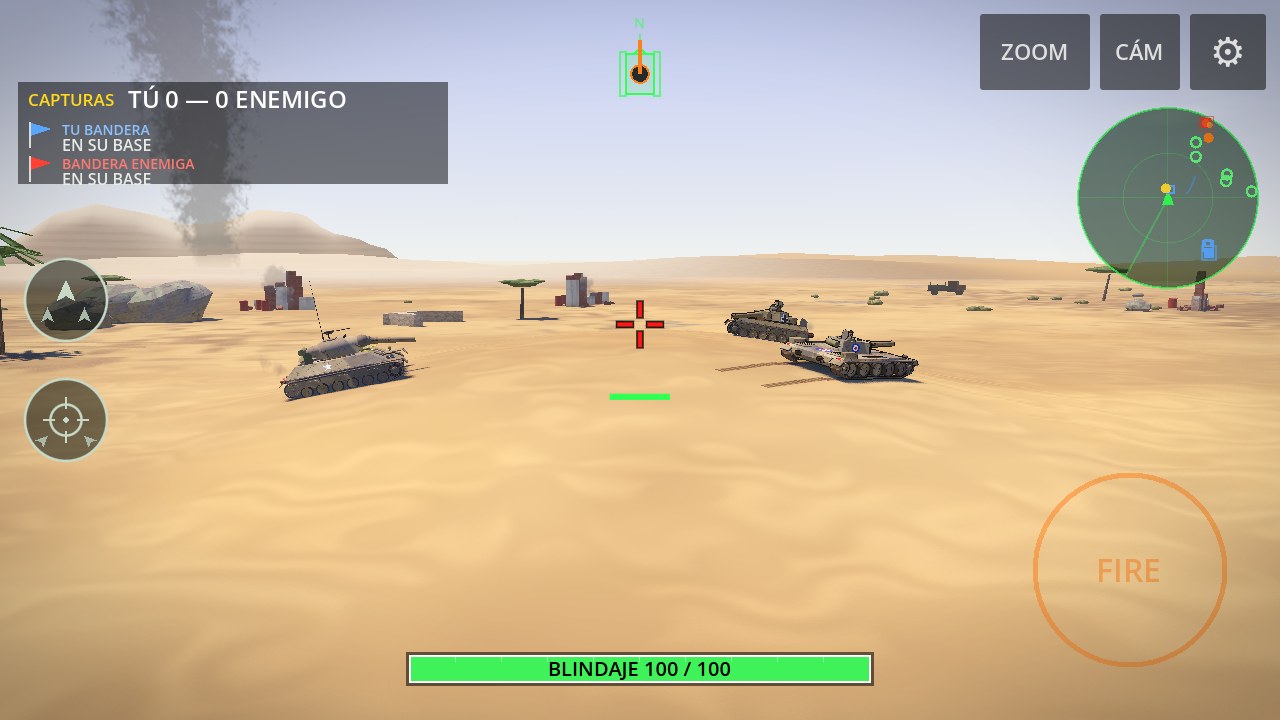 N
ZOOM
CÁM
CAPTURAS TÚ 0 — 0 ENEMIGO
TU BANDERA
EN SU BASE
BANDERA ENEMIGA
EN SU BASE
FIRE
BLINDAJE 100 / 100